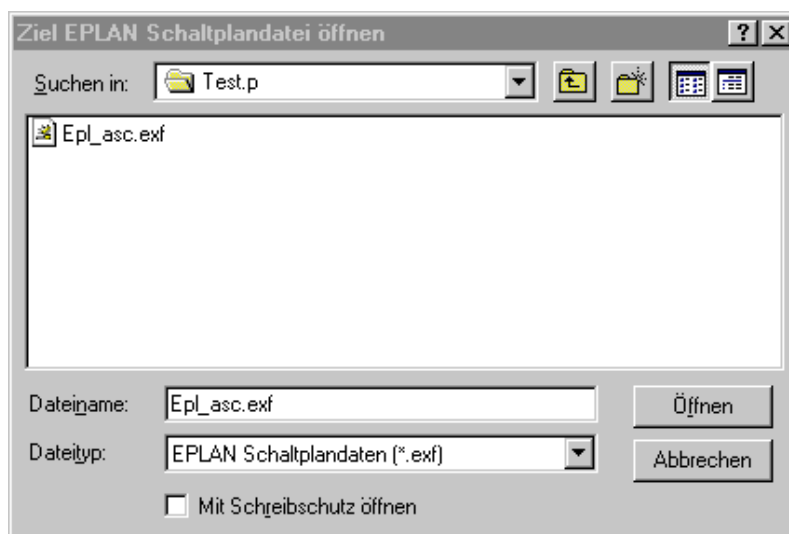 Ziel EPLAN Schaltplandatei öffnen
Suchen in: Test.p
Epl_asc.exf
Dateiname: Epl_asc.exf Öffnen
Dateityp: EPLAN Schaltplandaten (*.exf) Abbrechen
Mit Schreibschutz öffnen